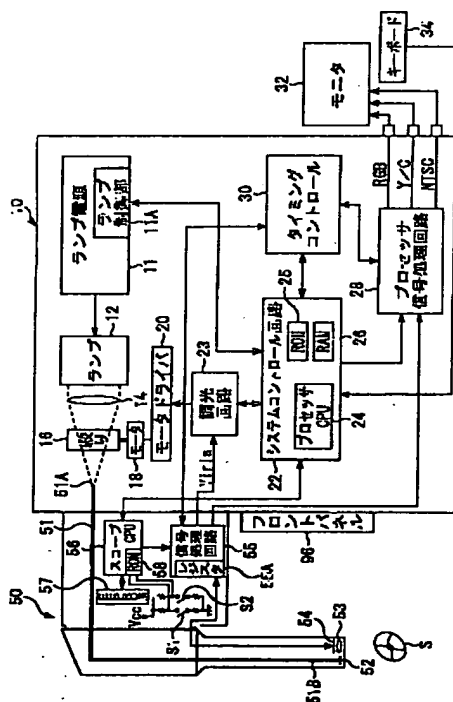 キーボード
34
モニタ
32
RGB
Y/C
NTSC
10
ランプ電源
ランプ制御部
11A
11
タイミングコントロール
30
プロセッサ信号処理回路
28
ランプ
12
14
16
絞り
モータ
18
モータドライバ
20
調光回路
23
システムコントロール回路
22
ROM
25
RAM
26
プロセッサCPU
24
51A
51
スコープCPU
56
ROM
58
57
信号処理回路
55
レジスタ
55A
フロントパネル
96
50
Vcc
S1
S2
54
53
52
51B
S